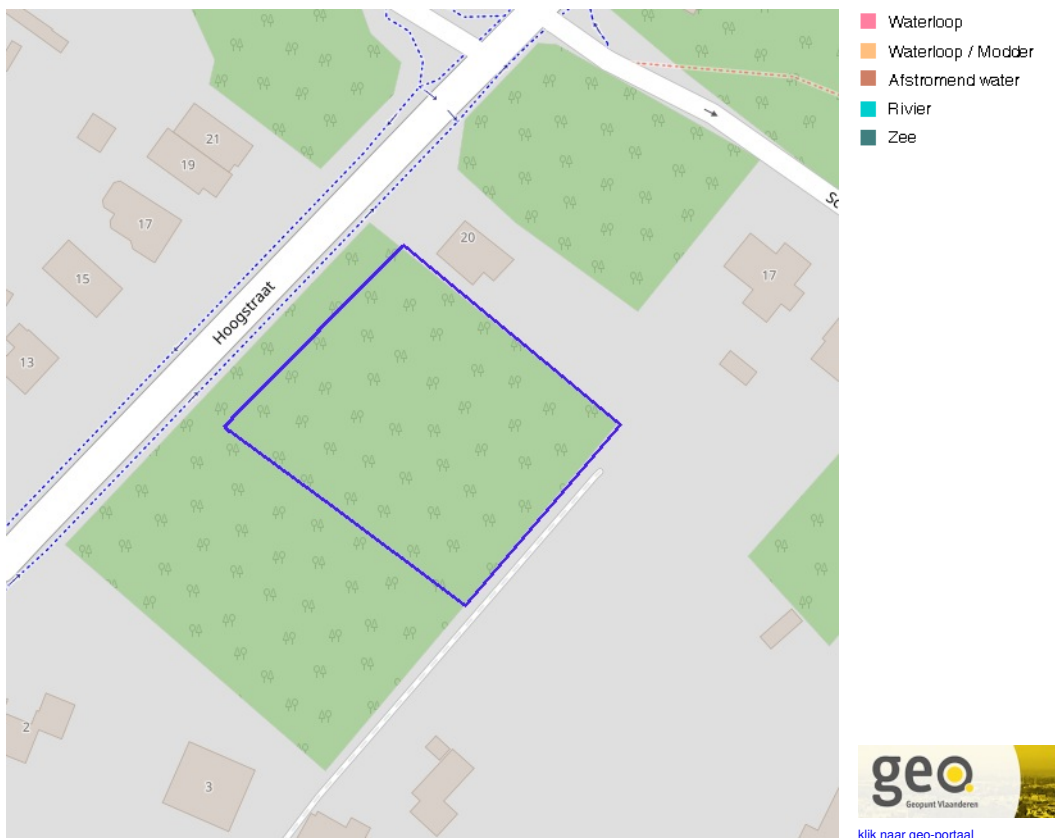 Waterloop
Waterloop / Modder
Afstromend water
Rivier
Zee
21
19
17
15
13
Hoogstraat
20
17
2
3
geo.
Geopunt Vlaanderen
klik naar geo-portaal